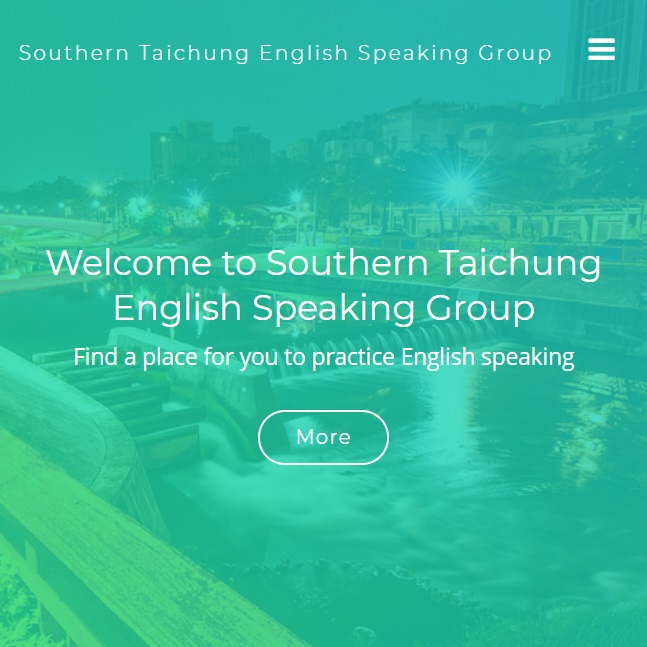 Southern Taichung English Speaking Group
Welcome to Southern Taichung
English Speaking Group
Find a place for you to practice English speaking
More